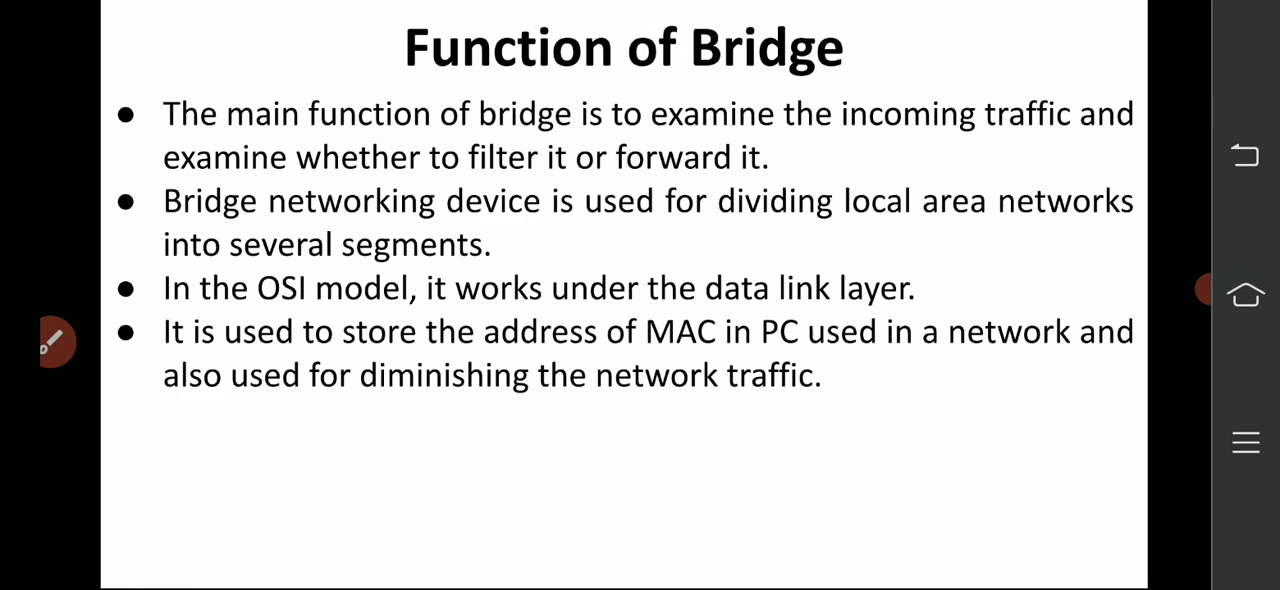 Function of Bridge
● The main function of bridge is to examine the incoming traffic and
examine whether to filter it or forward it.
● Bridge networking device is used for dividing local area networks
into several segments.
● In the OSI model, it works under the data link layer.
● It is used to store the address of MAC in PC used in a network and
also used for diminishing the network traffic.